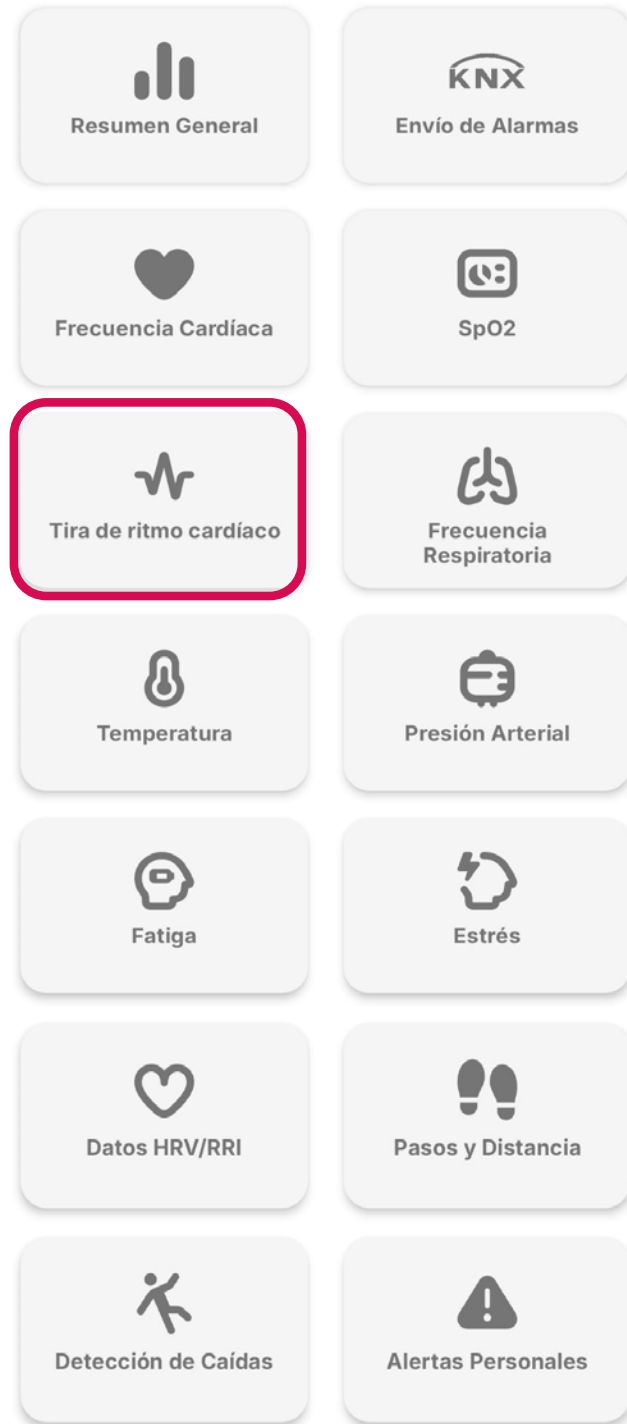 Resumen General
KNX
Envío de Alarmas
Frecuencia Cardíaca
SpO2
Tira de ritmo cardíaco
Frecuencia
Respiratoria
Temperatura
Presión Arterial
Fatiga
Estrés
Datos HRV/RRI
Pasos y Distancia
Detección de Caídas
Alertas Personales